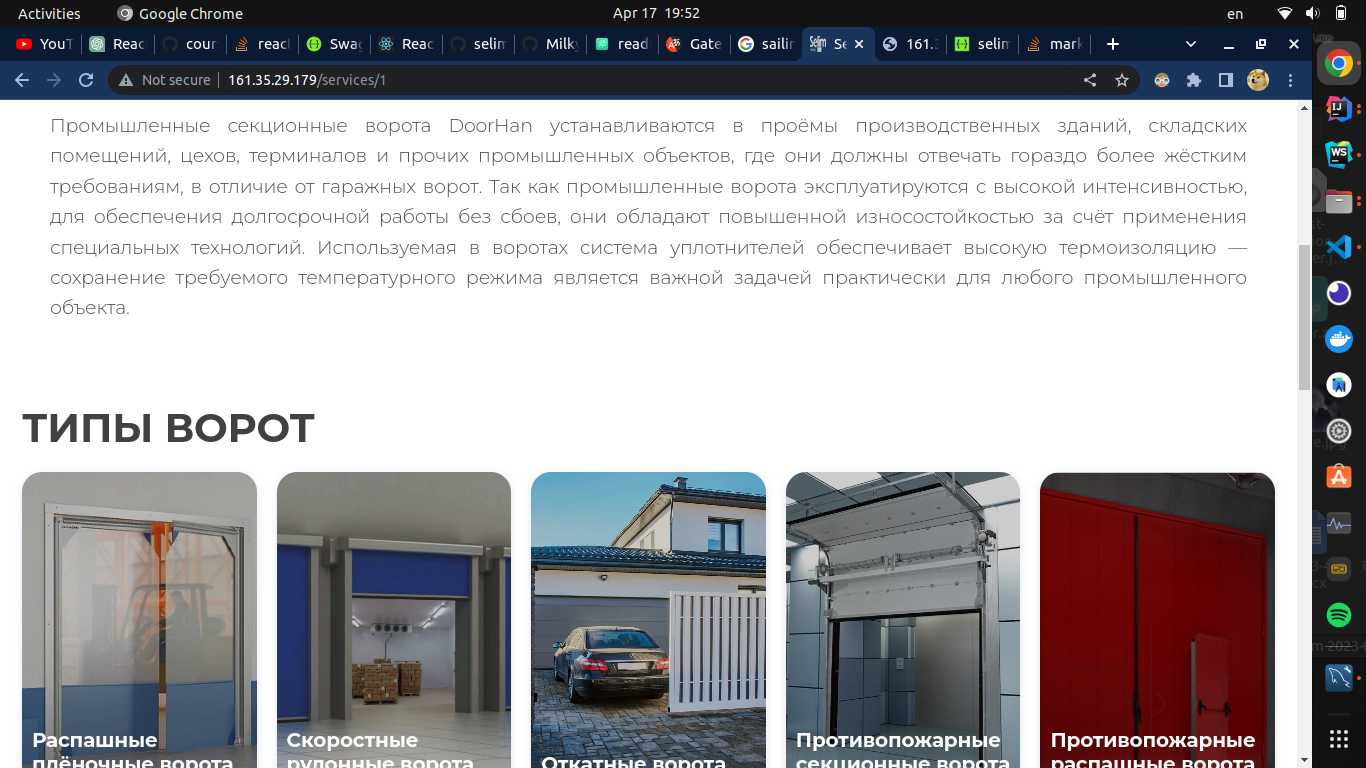 Activities
Google Chrome
Apr 17 19:52
en
YouT
Reac
cour
reac
Swag
Reac
selim
Milky
read
Gate
sailin
Se
161.3
selim
mark
Not secure
161.35.29.179/services/1
Промышленные секционные ворота DoorHan устанавливаются в проёмы производственных зданий, складских
помещений, цехов, терминалов и прочих промышленных объектов, где они должны отвечать гораздо более жёстким
требованиям, в отличие от гаражных ворот. Так как промышленные ворота эксплуатируются с высокой интенсивностью,
для обеспечения долгосрочной работы без сбоев, они обладают повышенной износостойкостью за счёт применения
специальных технологий. Используемая в воротах система уплотнителей обеспечивает высокую термоизоляцию —
сохранение требуемого температурного режима является важной задачей практически для любого промышленного
объекта.
ТИПЫ ВОРОТ
Распашные
плёночные ворота
Скоростные
рулонные ворота
Откатные ворота
Противопожарные
секционные ворота
Противопожарные
распашные ворота